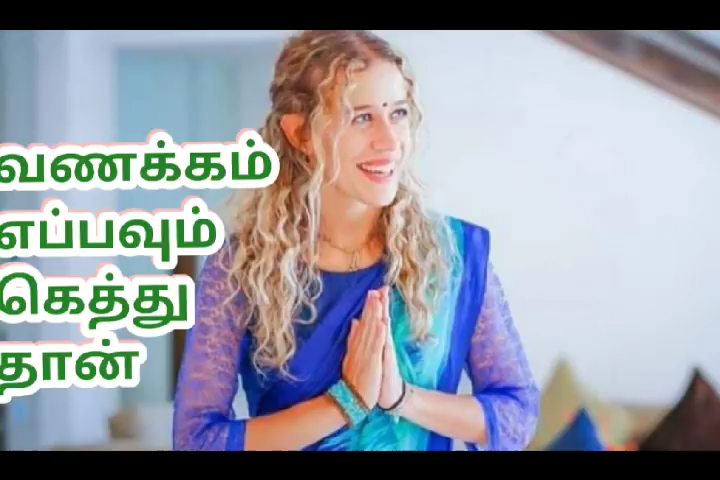 வணக்கம்
எப்பவும்
கெத்து
தான்